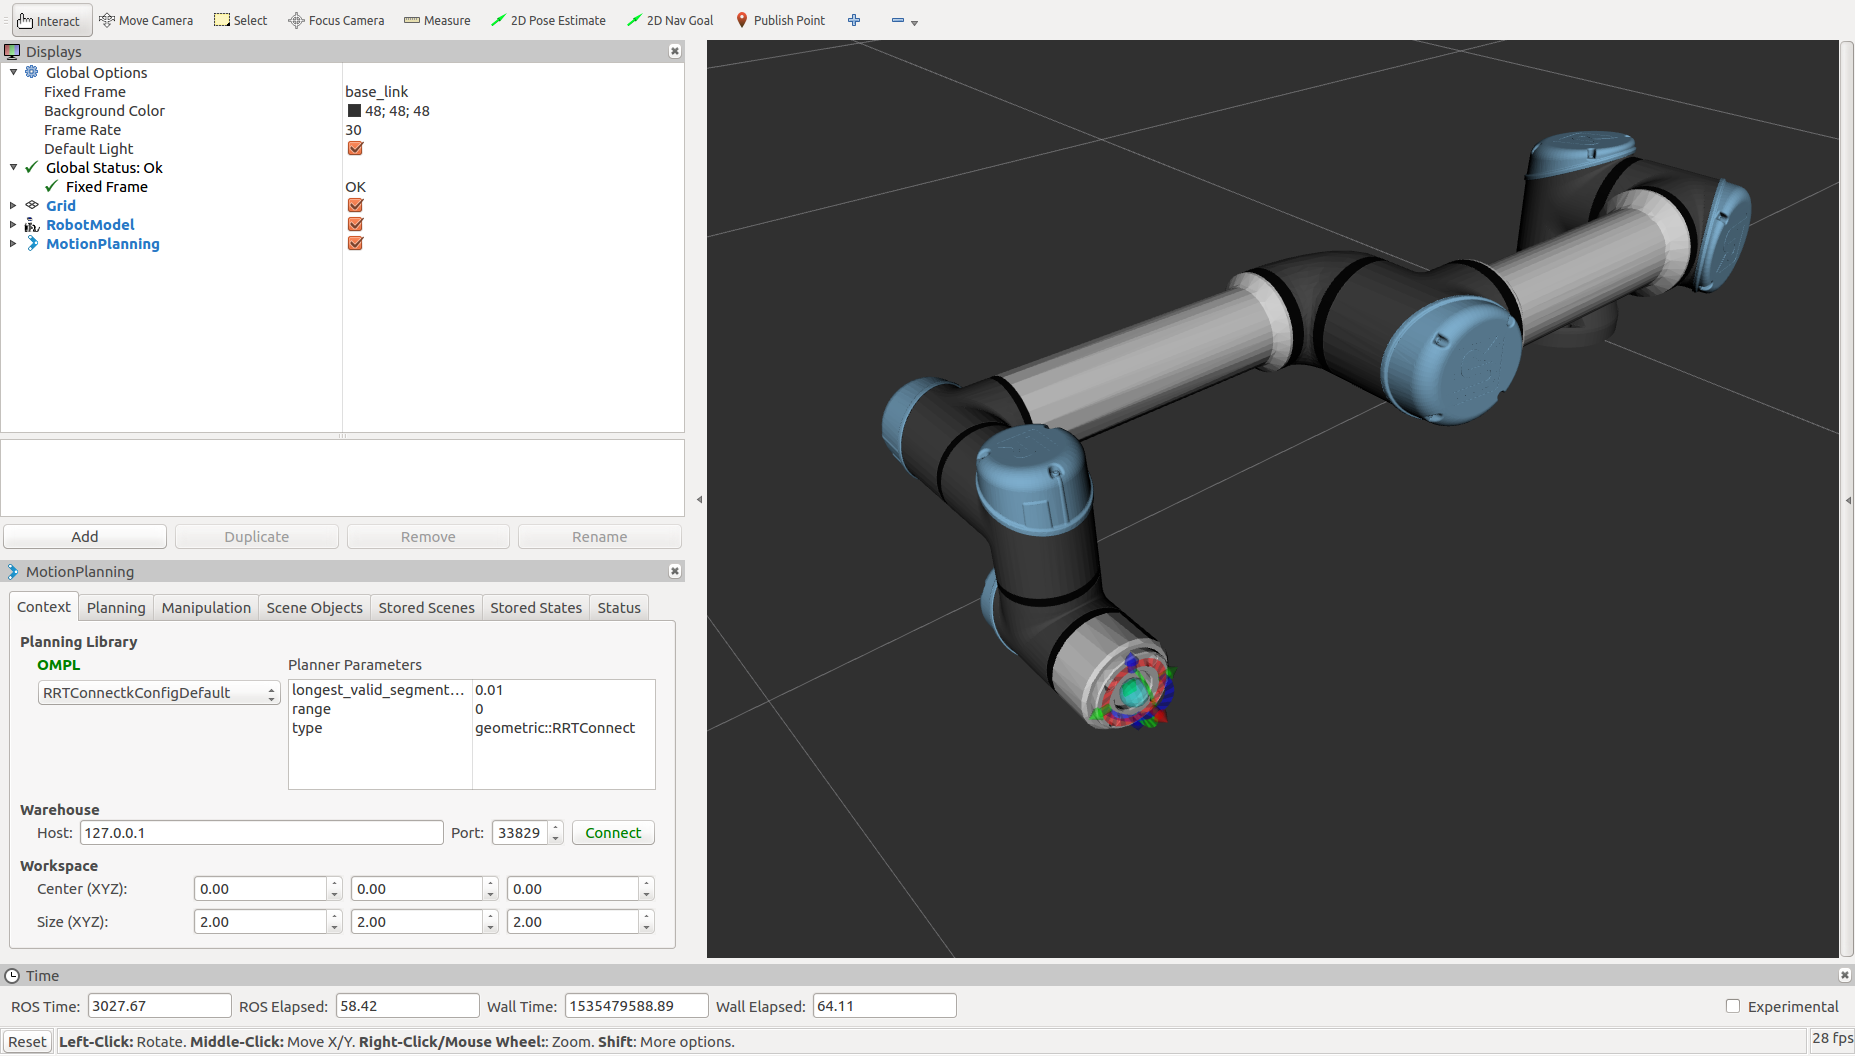 Interact Move Camera Select Focus Camera Measure 2D Pose Estimate 2D Nav Goal Publish Point
Displays
Global Options
Fixed Frame base_link
Background Color 48; 48; 48
Frame Rate 30
Default Light
Global Status: Ok
Fixed Frame OK
Grid
RobotModel
MotionPlanning
Add Duplicate Remove Rename
MotionPlanning
Context Planning Manipulation Scene Objects Stored Scenes Stored States Status
Planning Library
OMPL Planner Parameters
RRTConnectkConfigDefault
longest_valid_segment... 0.01
range 0
type geometric::RRTConnect
Warehouse
Host: 127.0.0.1 Port: 33829 Connect
Workspace
Center (XYZ): 0.00 0.00 0.00
Size (XYZ): 2.00 2.00 2.00
Time
ROS Time: 3027.67 ROS Elapsed: 58.42 Wall Time: 1535479588.89 Wall Elapsed: 64.11 Experimental
Reset Left-Click: Rotate. Middle-Click: Move X/Y. Right-Click/Mouse Wheel:: Zoom. Shift: More options. 28 fps